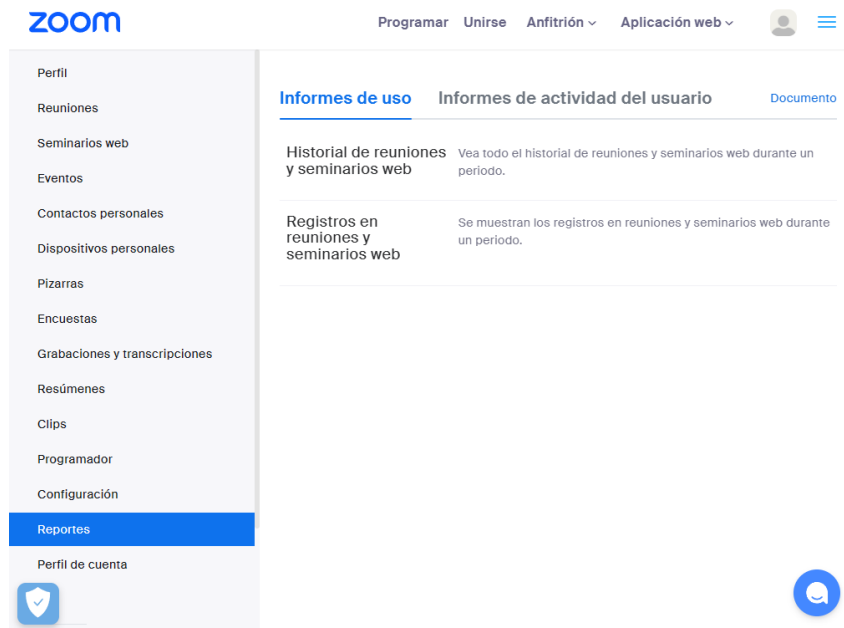 zoom
Programar Unirse Anfitrión Aplicación web
Perfil
Reuniones
Seminarios web
Eventos
Contactos personales
Dispositivos personales
Pizarras
Encuestas
Grabaciones y transcripciones
Resúmenes
Clips
Programador
Configuración
Reportes
Perfil de cuenta
Informes de uso Informes de actividad del usuario Documento
Historial de reuniones
y seminarios web
Vea todo el historial de reuniones y seminarios web durante un
periodo.
Registros en
reuniones y
seminarios web
Se muestran los registros en reuniones y seminarios web durante
un periodo.